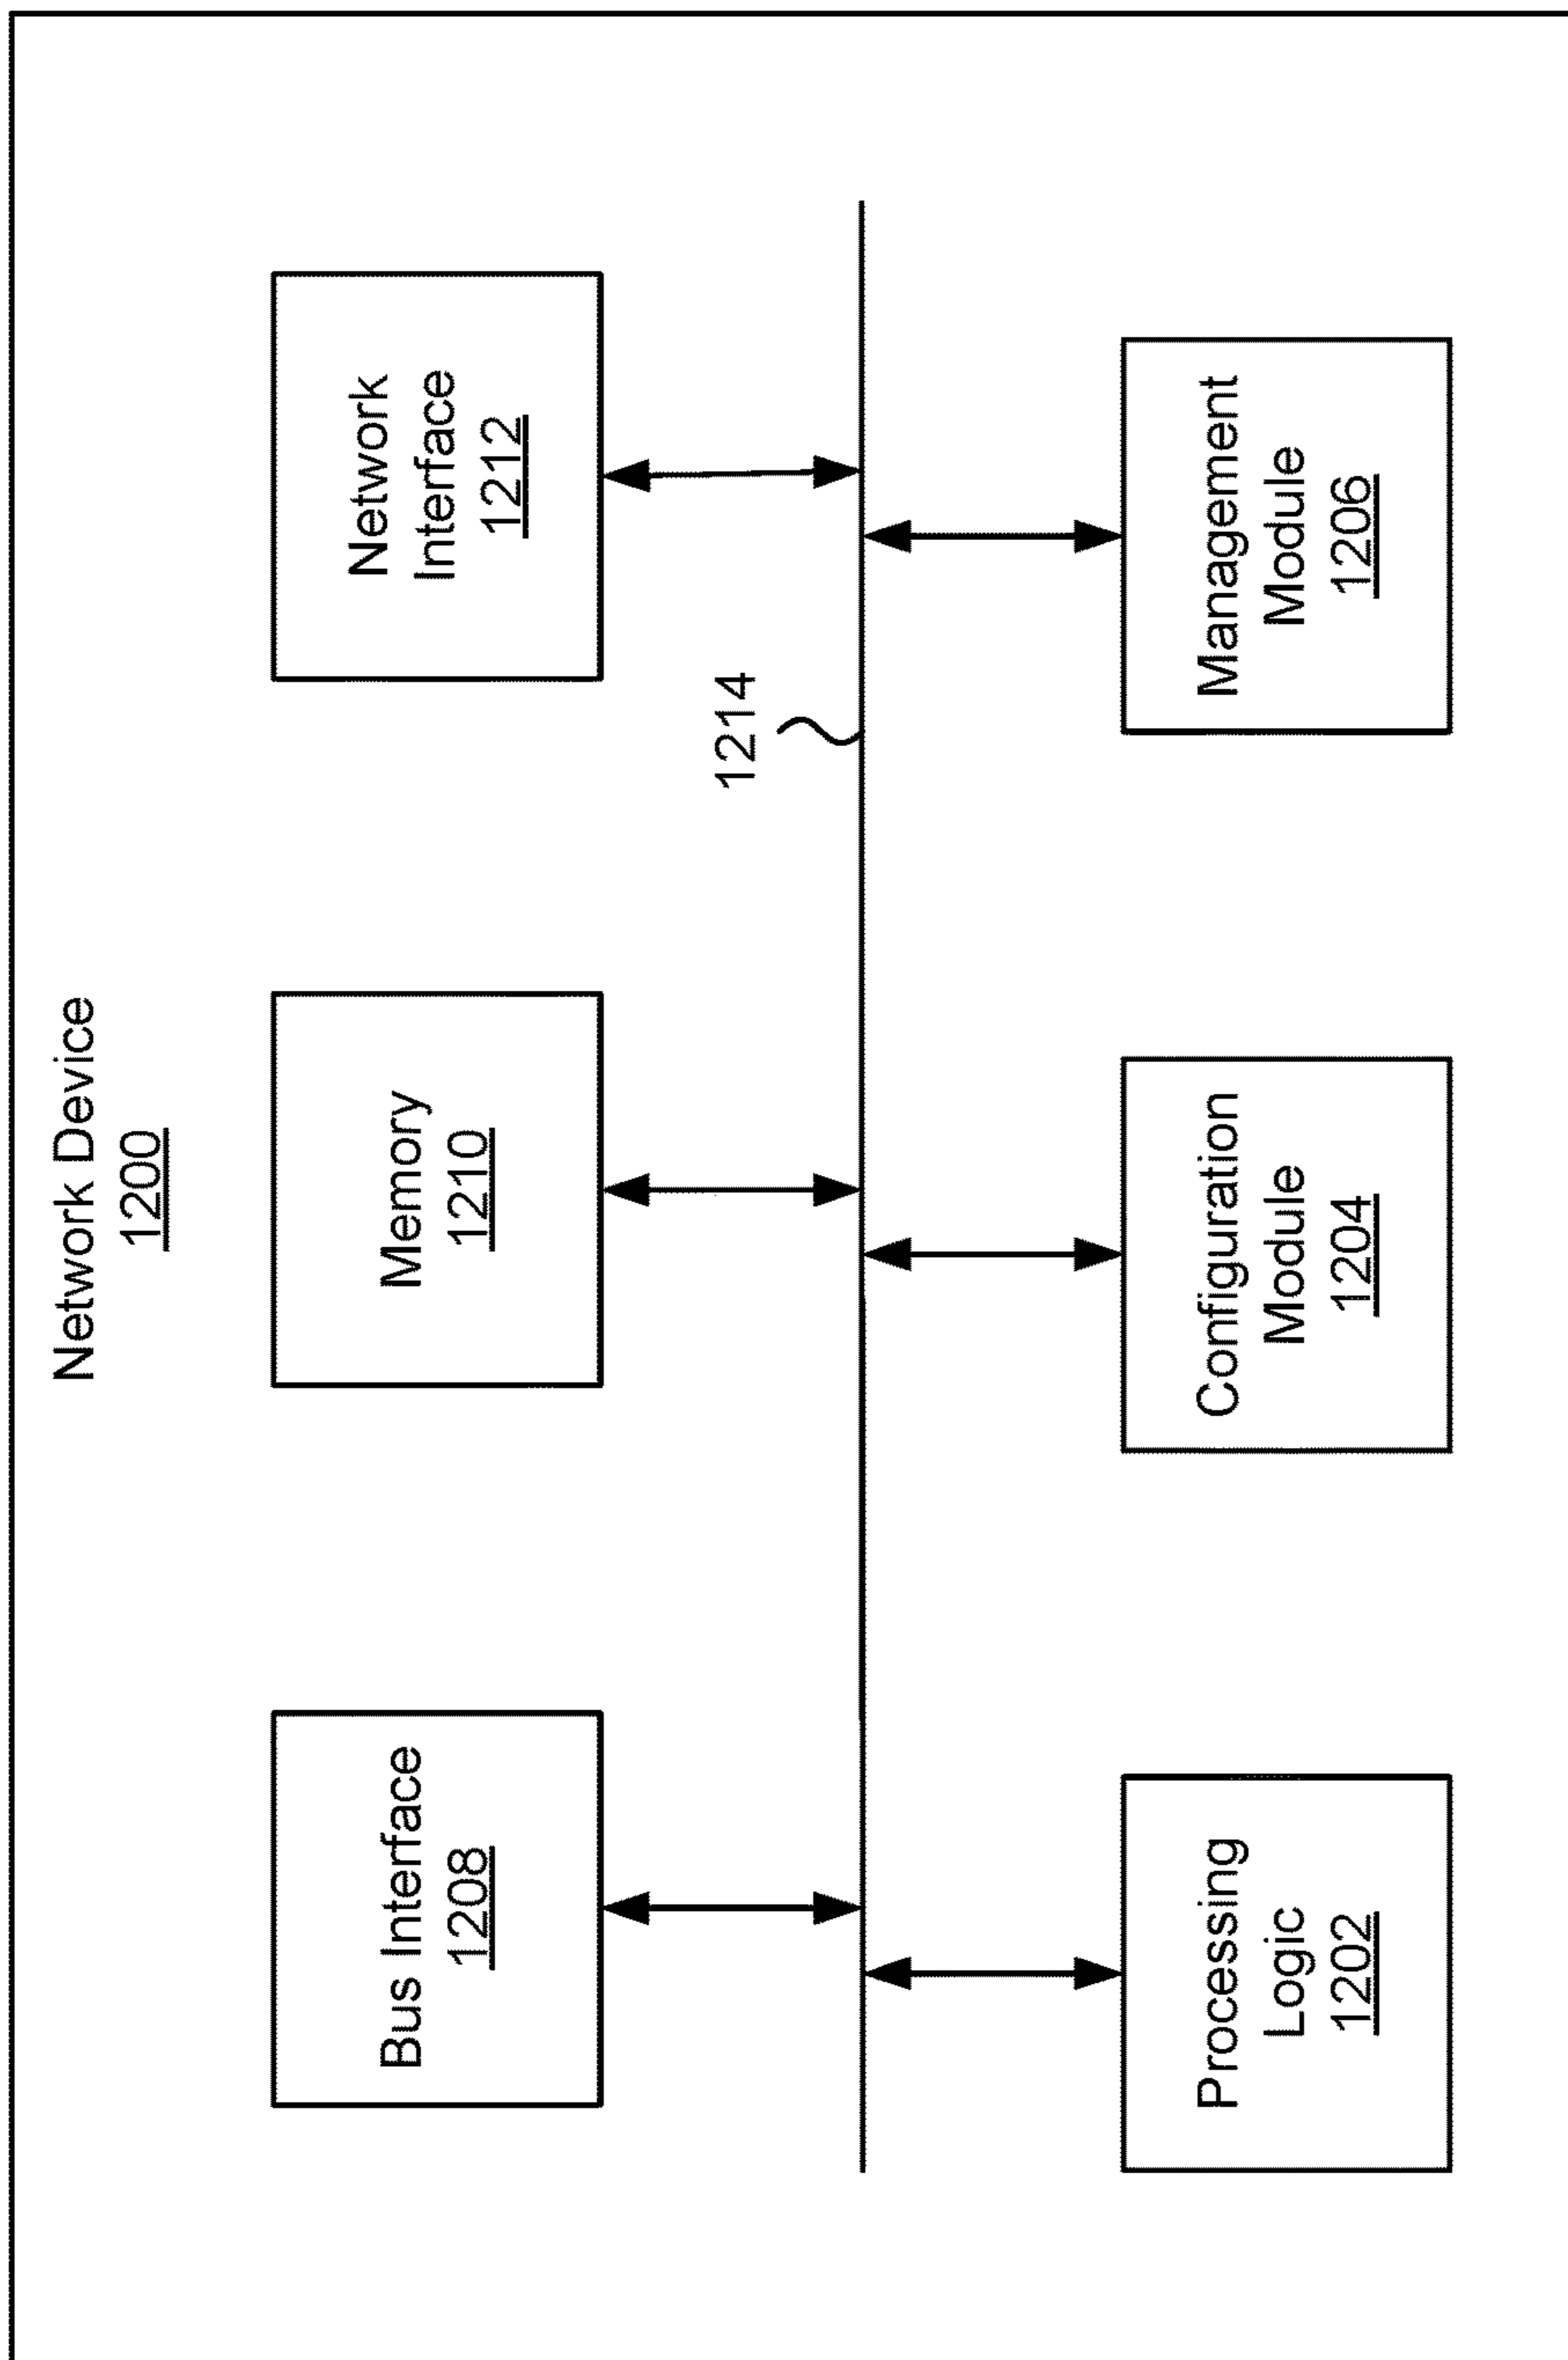 Network Device
1200
Bus Interface
1208
Memory
1210
Network
Interface
1212
1214
Processing
Logic
1202
Configuration
Module
1204
Management
Module
1206